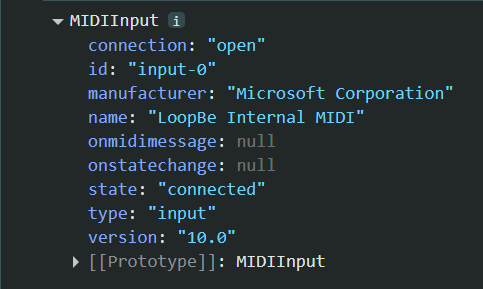 MIDIInput i
connection: "open"
id: "input-0"
manufacturer: "Microsoft Corporation"
name: "LoopBe Internal MIDI"
onmidimessage: null
onstatechange: null
state: "connected"
type: "input"
version: "10.0"
[[Prototype]]: MIDIInput